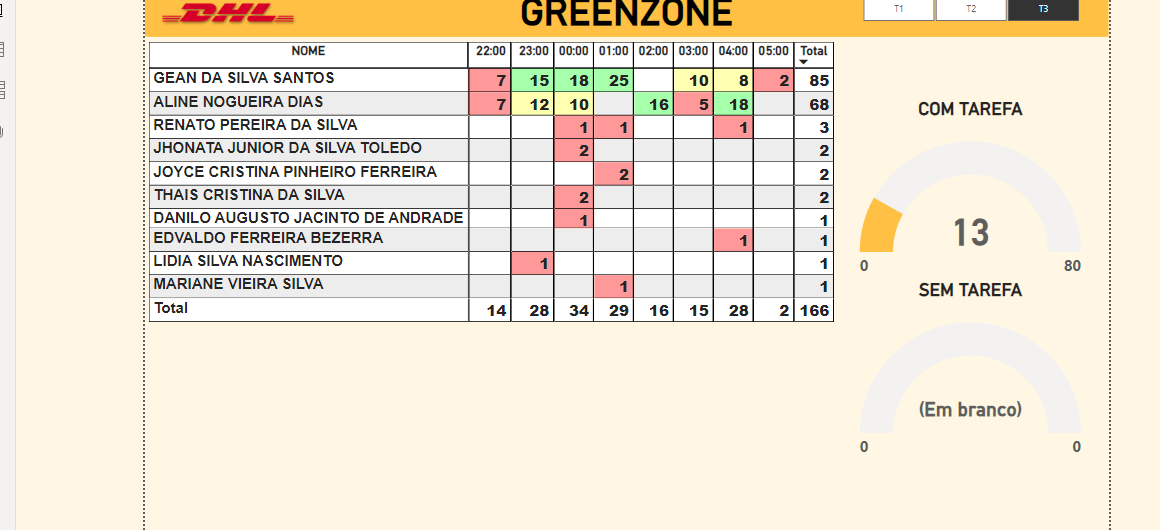 DHL GREENZONE T1 T2 T3
NOME 22:00 23:00 00:00 01:00 02:00 03:00 04:00 05:00 Total
GEAN DA SILVA SANTOS 7 15 18 25 10 8 2 85
ALINE NOGUEIRA DIAS 7 12 10 16 5 18 68
RENATO PEREIRA DA SILVA 1 1 1 3
JHONATA JUNIOR DA SILVA TOLEDO 2 2
JOYCE CRISTINA PINHEIRO FERREIRA 2 2
THAIS CRISTINA DA SILVA 2 2
DANILO AUGUSTO JACINTO DE ANDRADE 1 1
EDVALDO FERREIRA BEZERRA 1 1
LIDIA SILVA NASCIMENTO 1 1
MARIANE VIEIRA SILVA 1 1
Total 14 28 34 29 16 15 28 2 166
COM TAREFA
13
0 80
SEM TAREFA
(Em branco)
0 0